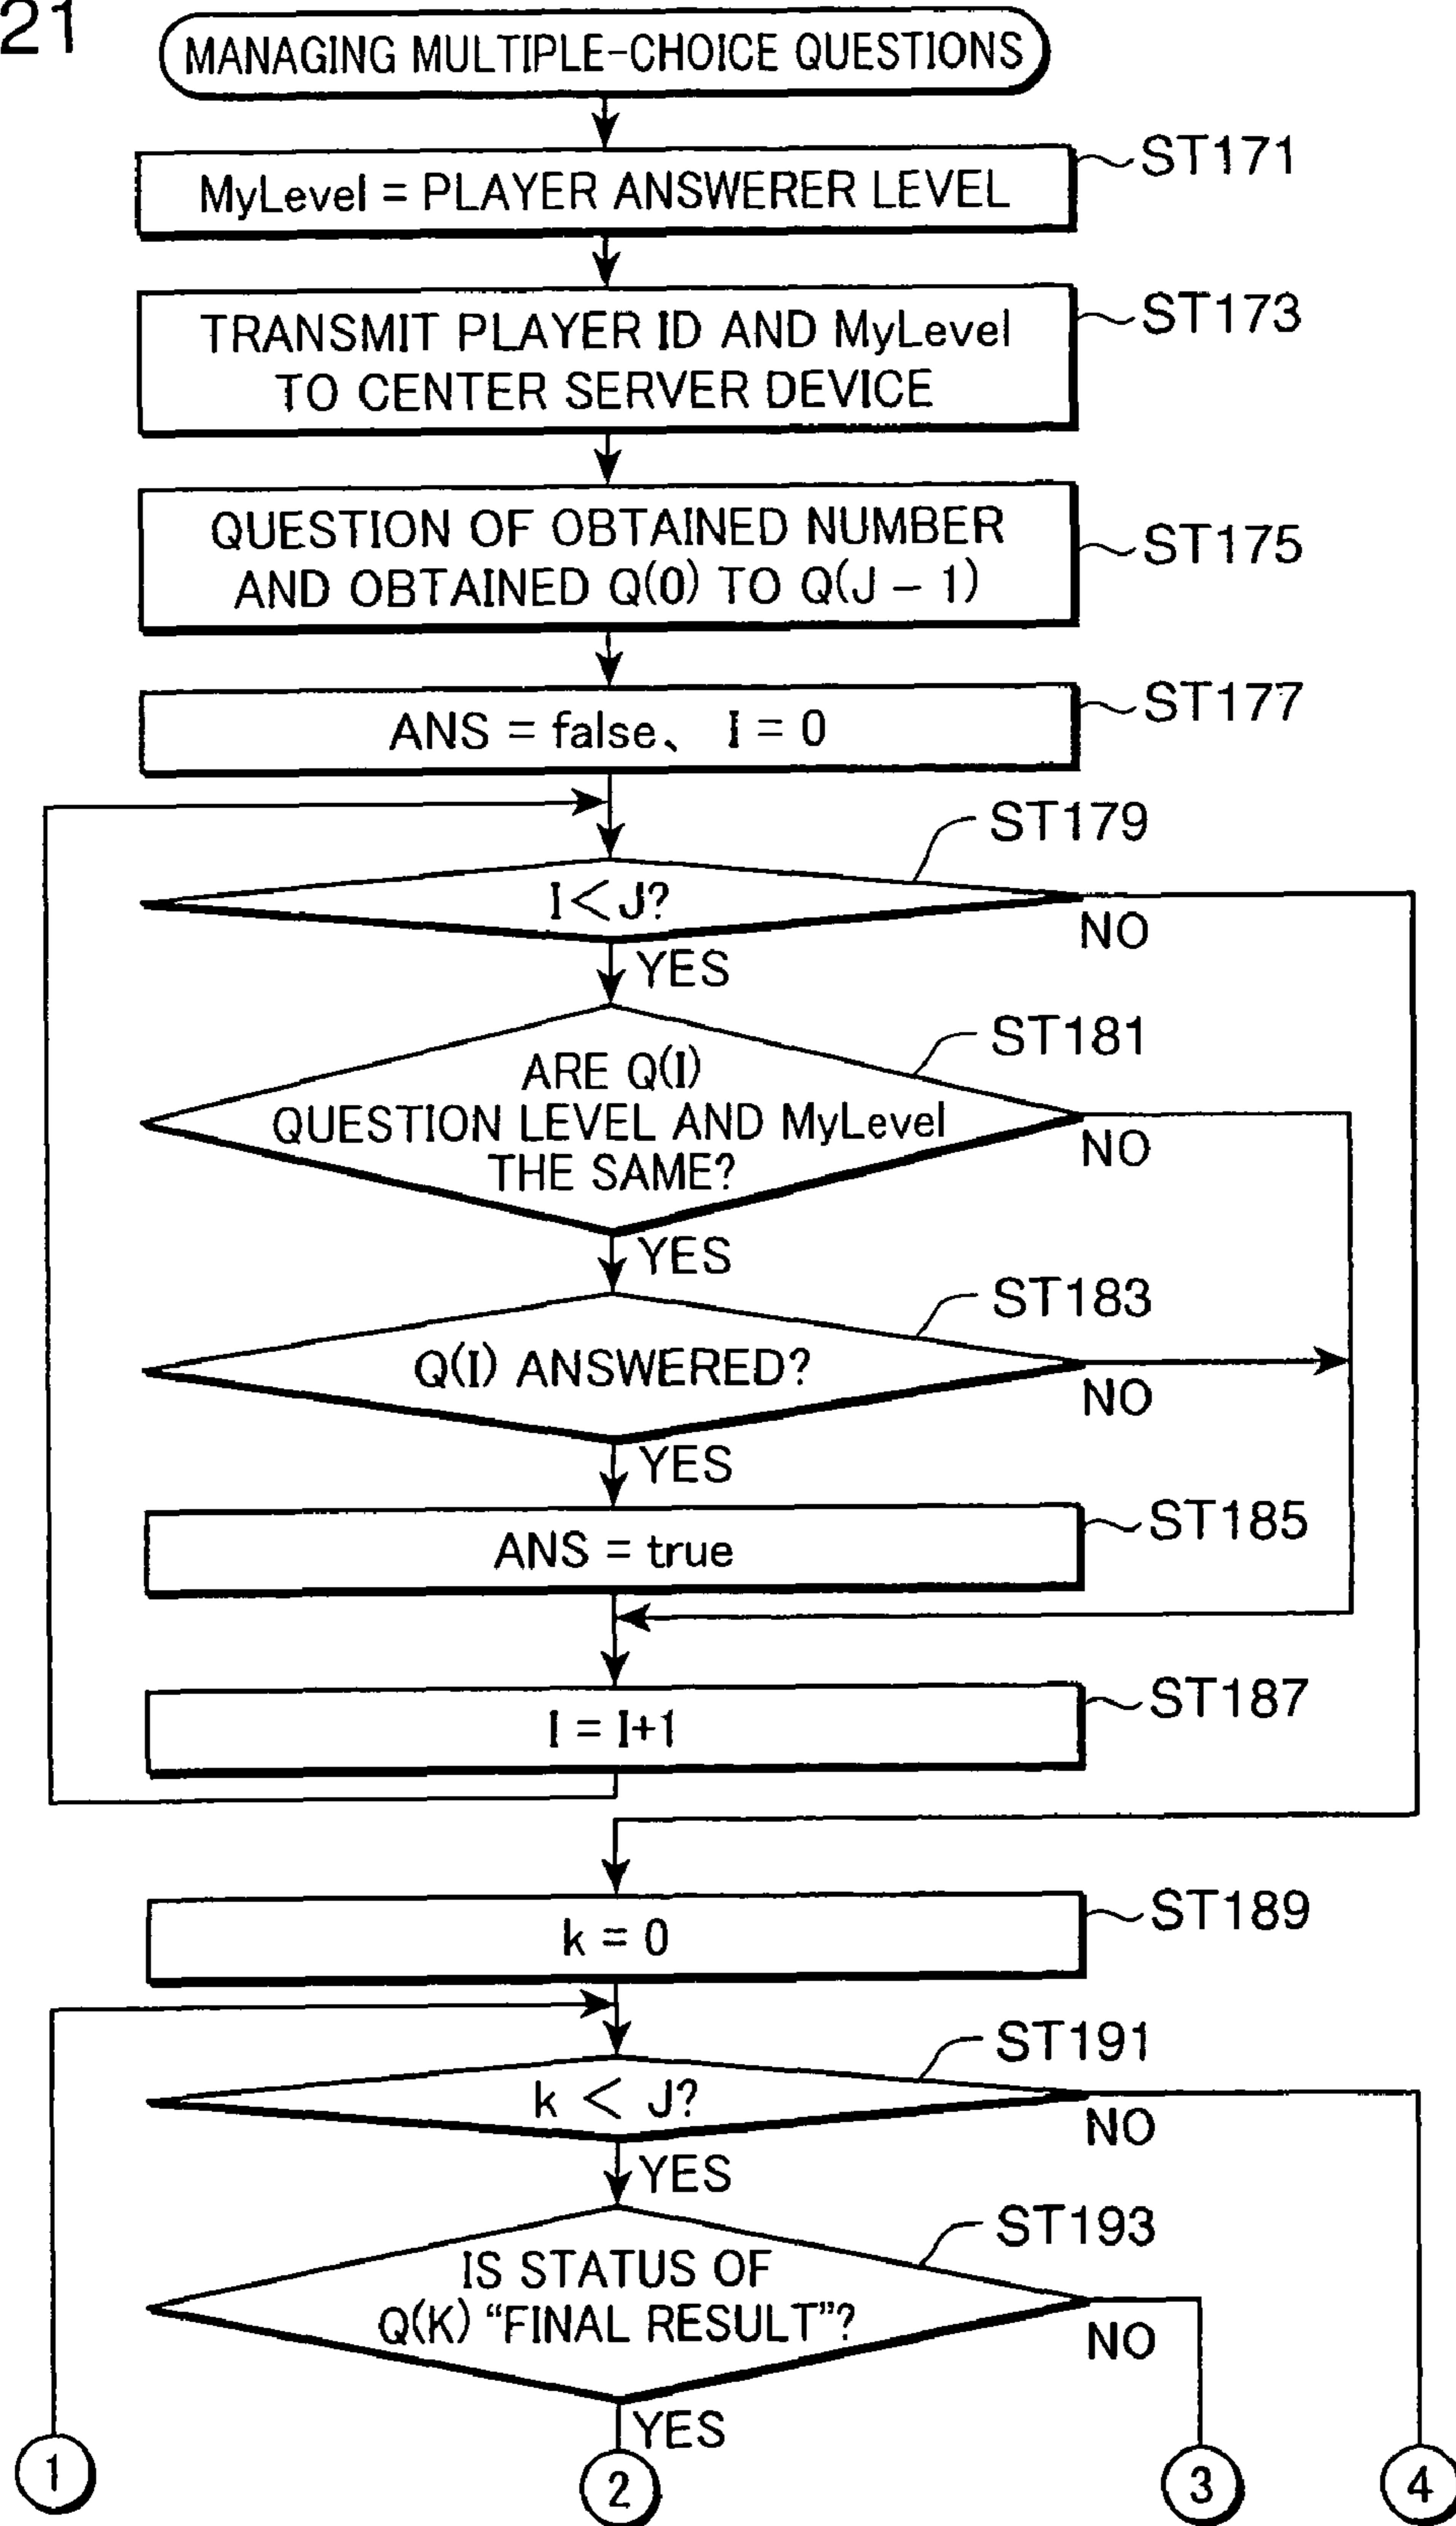 21
MANAGING MULTIPLE-CHOICE QUESTIONS
MyLevel = PLAYER ANSWERER LEVEL
ST171
TRANSMIT PLAYER ID AND MyLevel
TO CENTER SERVER DEVICE
ST173
QUESTION OF OBTAINED NUMBER
AND OBTAINED Q(0) TO Q(J – 1)
ST175
ANS = false、 I = 0
ST177
ST179
I < J?
NO
YES
ST181
ARE Q(I)
QUESTION LEVEL AND MyLevel
THE SAME?
NO
YES
ST183
Q(I) ANSWERED?
NO
YES
ST185
ANS = true
ST187
I = I+1
ST189
k = 0
ST191
k < J?
NO
YES
ST193
IS STATUS OF
Q(K) “FINAL RESULT”?
NO
YES
1
2
3
4